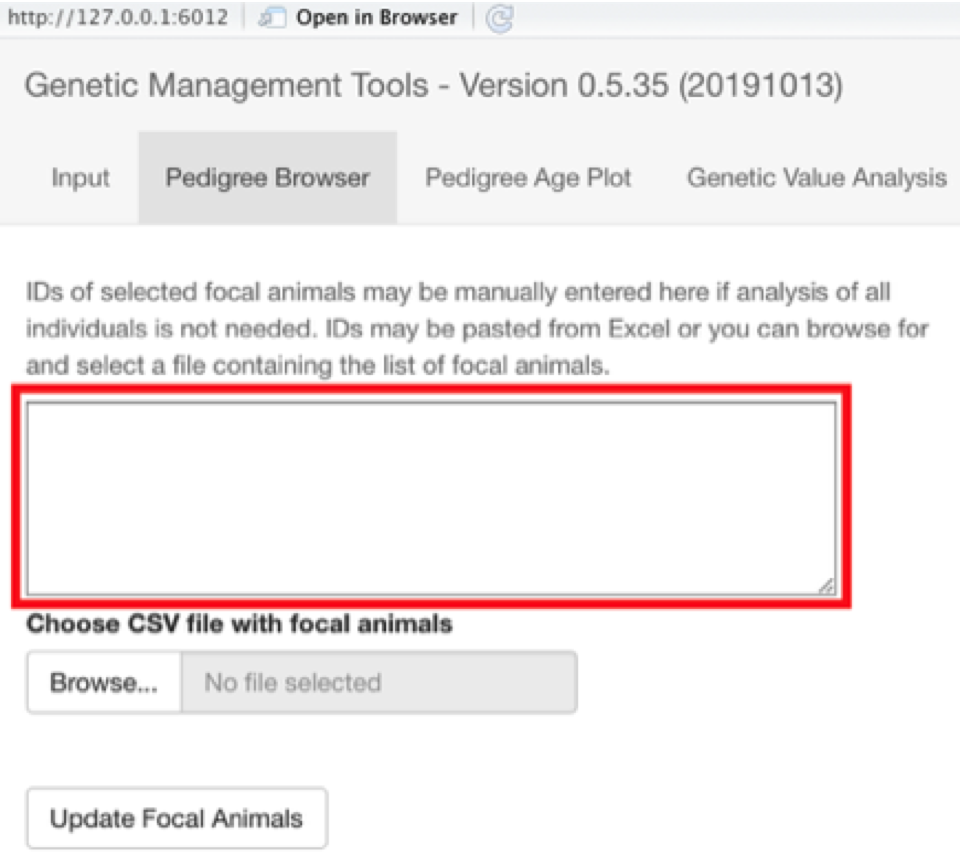 http://127.0.0.1:6012 Open in Browser
Genetic Management Tools - Version 0.5.35 (20191013)
Input Pedigree Browser Pedigree Age Plot Genetic Value Analysis
IDs of selected focal animals may be manually entered here if analysis of all
individuals is not needed. IDs may be pasted from Excel or you can browse for
and select a file containing the list of focal animals.
Choose CSV file with focal animals
Browse... No file selected
Update Focal Animals